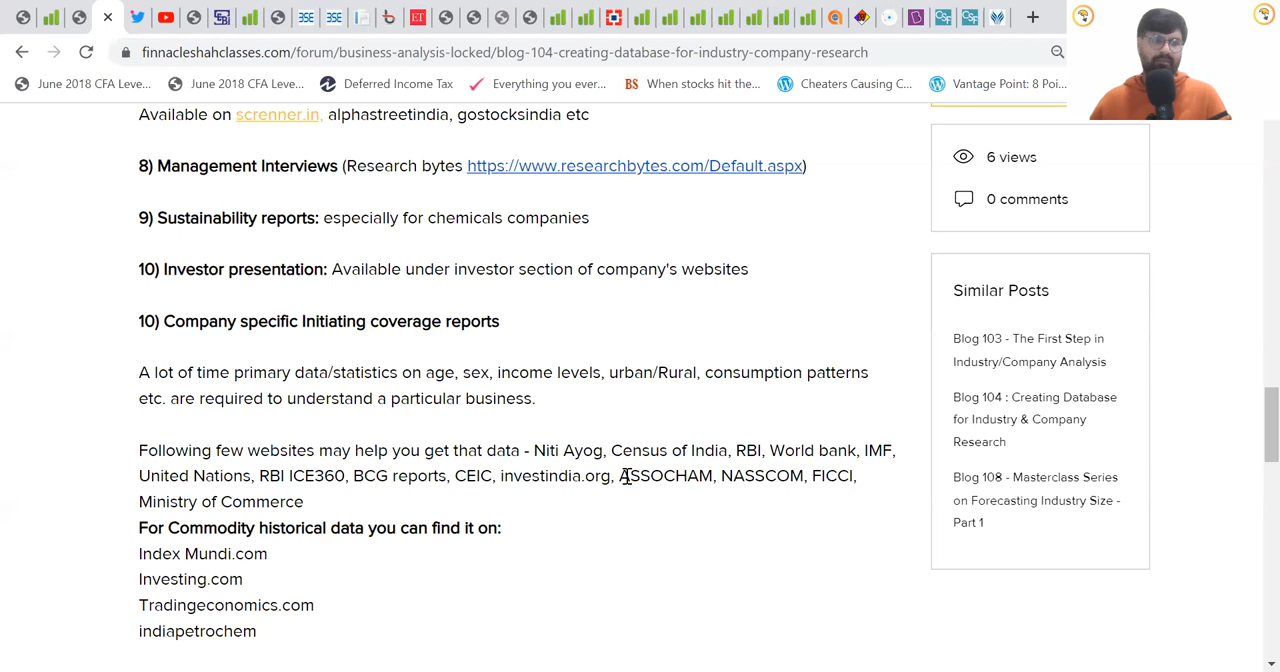 BSE
BSE
ET
CSF
CSF
finnacleshahclasses.com/forum/business-analysis-locked/blog-104-creating-database-for-industry-company-research
June 2018 CFA Leve...
June 2018 CFA Leve...
Deferred Income Tax
Everything you ever...
BS When stocks hit the...
Cheaters Causing C...
Vantage Point: 8 Poi...
Available on screnner.in, alphastreetindia, gostocksindia etc
8) Management Interviews (Research bytes https://www.researchbytes.com/Default.aspx)
9) Sustainability reports: especially for chemicals companies
10) Investor presentation: Available under investor section of company's websites
10) Company specific Initiating coverage reports
A lot of time primary data/statistics on age, sex, income levels, urban/Rural, consumption patterns
etc. are required to understand a particular business.
Following few websites may help you get that data - Niti Ayog, Census of India, RBI, World bank, IMF,
United Nations, RBI ICE360, BCG reports, CEIC, investindia.org, ASSOCHAM, NASSCOM, FICCI,
Ministry of Commerce
For Commodity historical data you can find it on:
Index Mundi.com
Investing.com
Tradingeconomics.com
indiapetrochem
6 views
0 comments
Similar Posts
Blog 103 - The First Step in
Industry/Company Analysis
Blog 104 : Creating Database
for Industry & Company
Research
Blog 108 - Masterclass Series
on Forecasting Industry Size -
Part 1